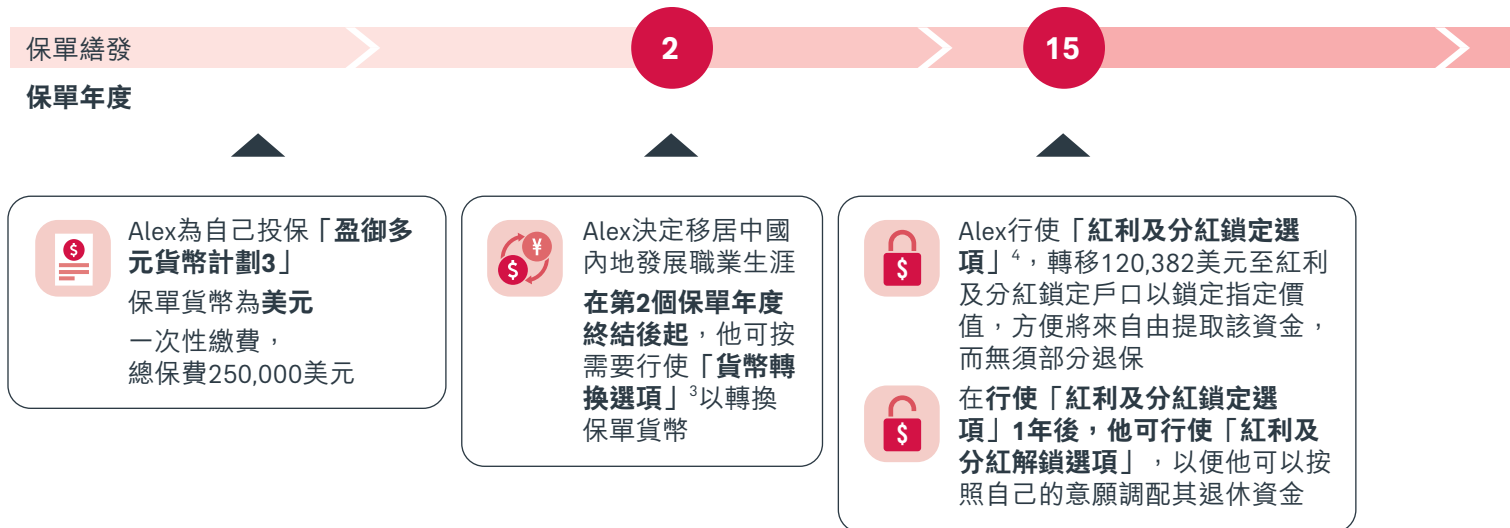 保單繕發
2
15
保單年度
$
Alex為自己投保「盈御多
元貨幣計劃3」
保單貨幣為美元
一次性繳費，
總保費250,000美元
¥
$
Alex決定移居中國
內地發展職業生涯
在第2個保單年度
終結後起，他可按
需要行使「貨幣轉
換選項」3以轉換
保單貨幣
$
Alex行使「紅利及分紅鎖定選
項」4，轉移120,382美元至紅利
及分紅鎖定戶口以鎖定指定價
值，方便將來自由提取該資金，
而無須部分退保
$
在行使「紅利及分紅鎖定選
項」1年後，他可行使「紅利及
分紅解鎖選項」，以便他可以按
照自己的意願調配其退休資金